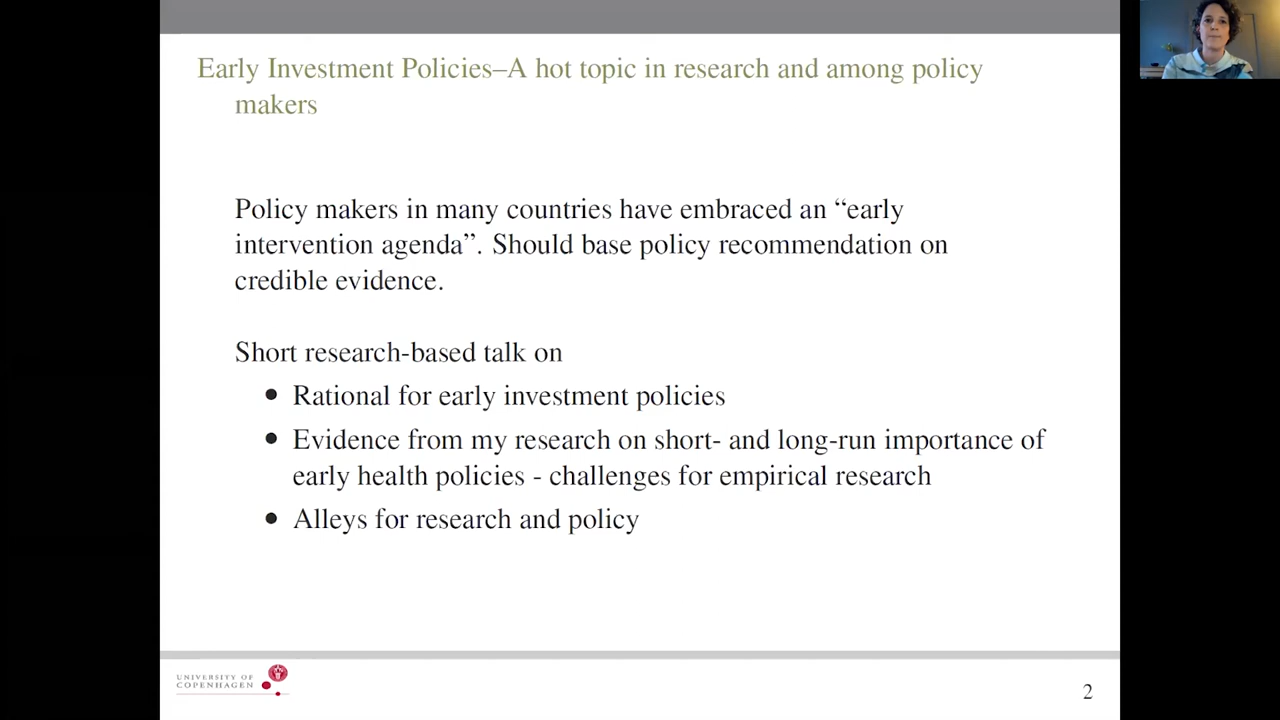 Early Investment Policies–A hot topic in research and among policy
makers
Policy makers in many countries have embraced an “early
intervention agenda”. Should base policy recommendation on
credible evidence.
Short research-based talk on
• Rational for early investment policies
• Evidence from my research on short- and long-run importance of
early health policies - challenges for empirical research
• Alleys for research and policy
UNIVERSITY OF
COPENHAGEN
2